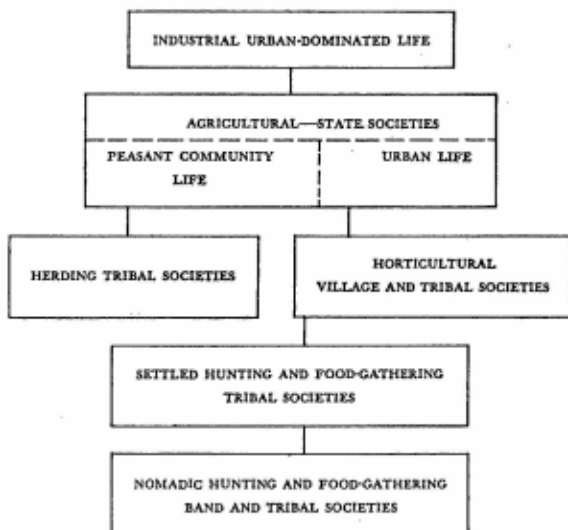 INDUSTRIAL URBAN-DOMINATED LIFE
AGRICULTURAL—STATE SOCIETIES
PEASANT COMMUNITY
LIFE
URBAN LIFE
HERDING TRIBAL SOCIETIES
HORTICULTURAL
VILLAGE AND TRIBAL SOCIETIES
SETTLED HUNTING AND FOOD-GATHERING
TRIBAL SOCIETIES
NOMADIC HUNTING AND FOOD-GATHERING
BAND AND TRIBAL SOCIETIES